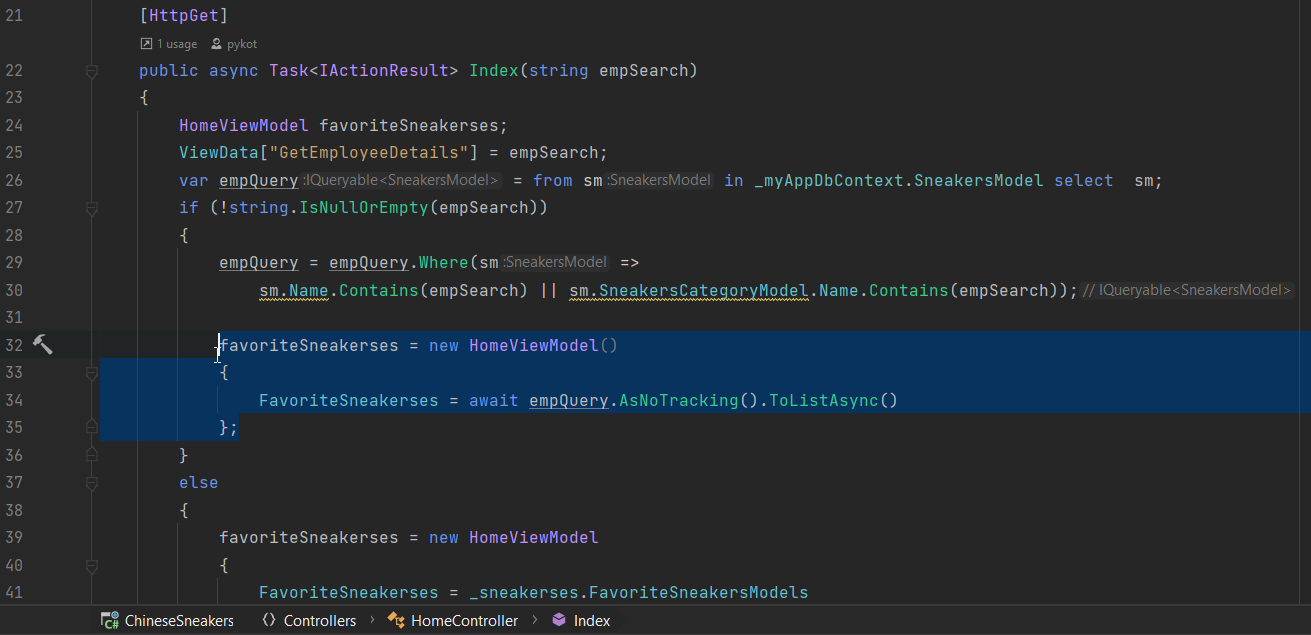 21 [HttpGet]
1 usage pykot
22 public async Task<IActionResult> Index(string empSearch)
23 {
24 HomeViewModel favoriteSneakerses;
25 ViewData["GetEmployeeDetails"] = empSearch;
26 var empQuery :IQueryable<SneakersModel> = from sm :SneakersModel in _myAppDbContext.SneakersModel select  sm;
27 if (!string.IsNullOrEmpty(empSearch))
28 {
29 empQuery = empQuery.Where(sm :SneakersModel =>
30 sm.Name.Contains(empSearch) || sm.SneakersCategoryModel.Name.Contains(empSearch)); // IQueryable<SneakersModel>
31
32 favoriteSneakerses = new HomeViewModel()
33 {
34 FavoriteSneakerses = await empQuery.AsNoTracking().ToListAsync()
35 };
36 }
37 else
38 {
39 favoriteSneakerses = new HomeViewModel
40 {
41 FavoriteSneakerses = _sneakerses.FavoriteSneakersModels
C# ChineseSneakers Controllers HomeController Index